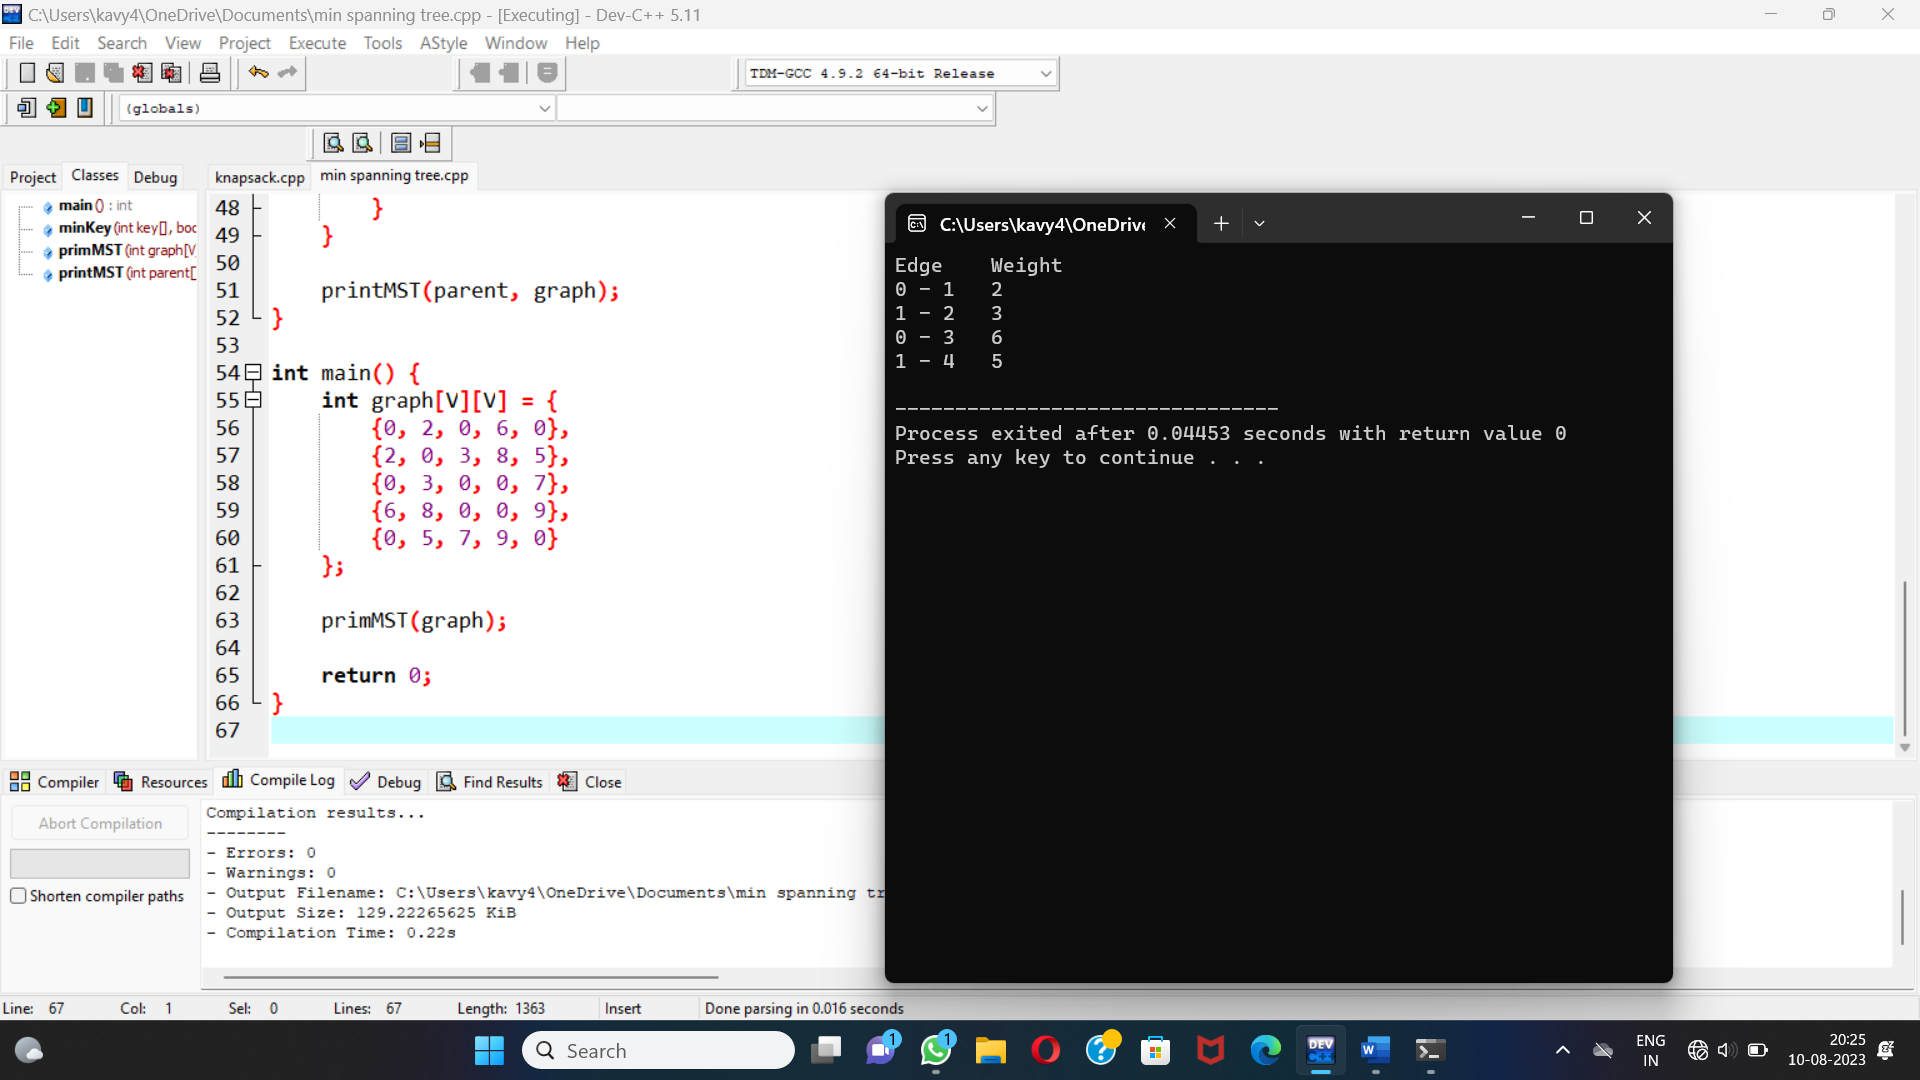 C:\Users\kavy4\OneDrive\Documents\min spanning tree.cpp - [Executing] - Dev-C++ 5.11
File Edit Search View Project Execute Tools AStyle Window Help
TDM-GCC 4.9.2 64-bit Release
(globals)
Project Classes Debug
knapsack.cpp min spanning tree.cpp
main () : int
minKey (int key[], boo
primMST (int graph[V
printMST (int parent[
48 }
49 }
50
51 printMST(parent, graph);
52 }
53
54 int main() {
55 int graph[V][V] = {
56 {0, 2, 0, 6, 0},
57 {2, 0, 3, 8, 5},
58 {0, 3, 0, 0, 7},
59 {6, 8, 0, 0, 9},
60 {0, 5, 7, 9, 0}
61 };
62
63 primMST(graph);
64
65 return 0;
66 }
67
C:\Users\kavy4\OneDrive
Edge Weight
0 - 1 2
1 - 2 3
0 - 3 6
1 - 4 5
--------------------------------
Process exited after 0.04453 seconds with return value 0
Press any key to continue . . .
Compiler Resources Compile Log Debug Find Results Close
Abort Compilation
Shorten compiler paths
Compilation results...
--------
- Errors: 0
- Warnings: 0
- Output Filename: C:\Users\kavy4\OneDrive\Documents\min spanning tr
- Output Size: 129.22265625 KiB
- Compilation Time: 0.22s
Line: 67 Col: 1 Sel: 0 Lines: 67 Length: 1363 Insert Done parsing in 0.016 seconds
Search
1
1
DEV
W
ENG
IN
20:25
10-08-2023